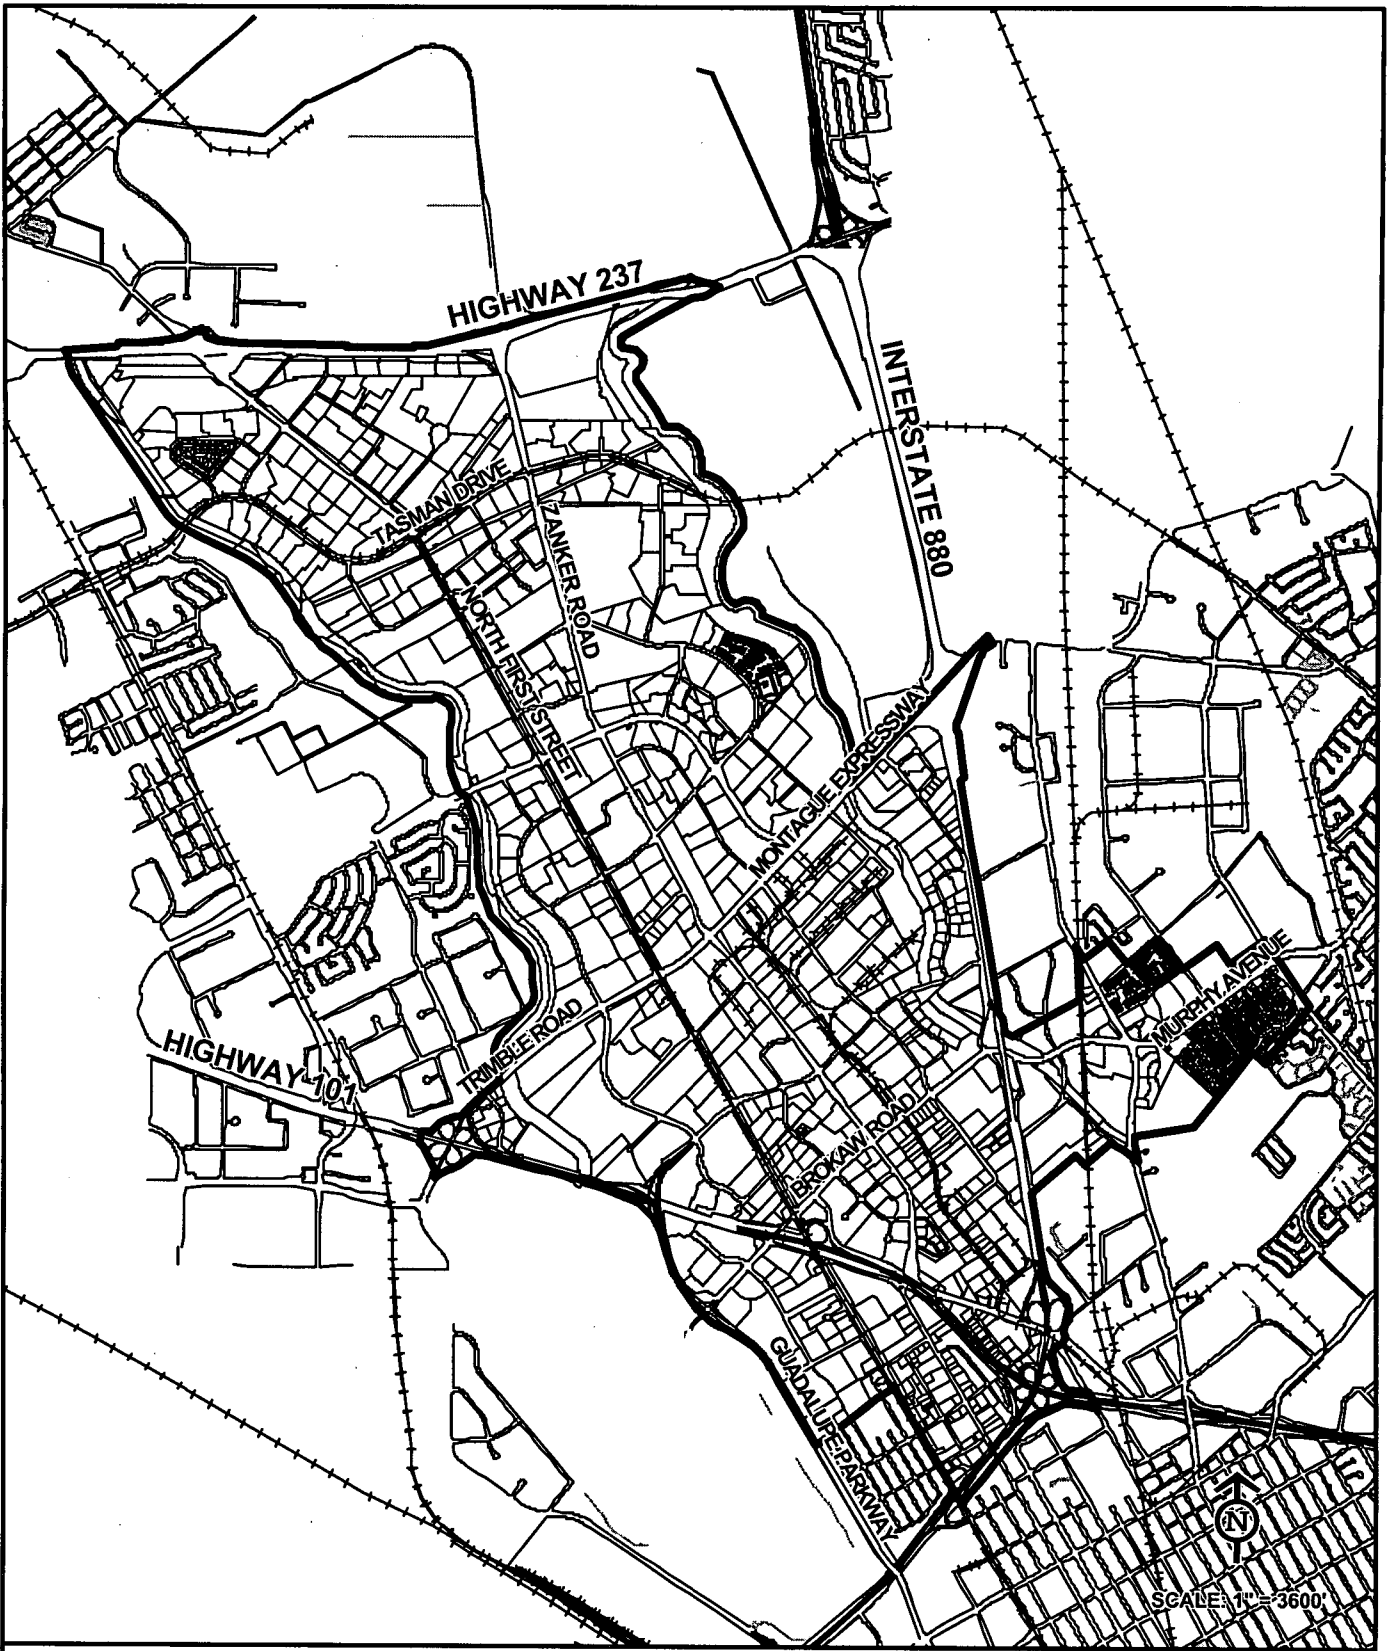 HIGHWAY 237
INTERSTATE 880
TASMAN DRIVE
ZANKER ROAD
NORTH FIRST STREET
MONTAGUE EXPRESSWAY
MURPHY AVENUE
TRIMBLE ROAD
HIGHWAY 101
BROKAW ROAD
GUADALUPE PARKWAY
N
SCALE: 1" = 3600'